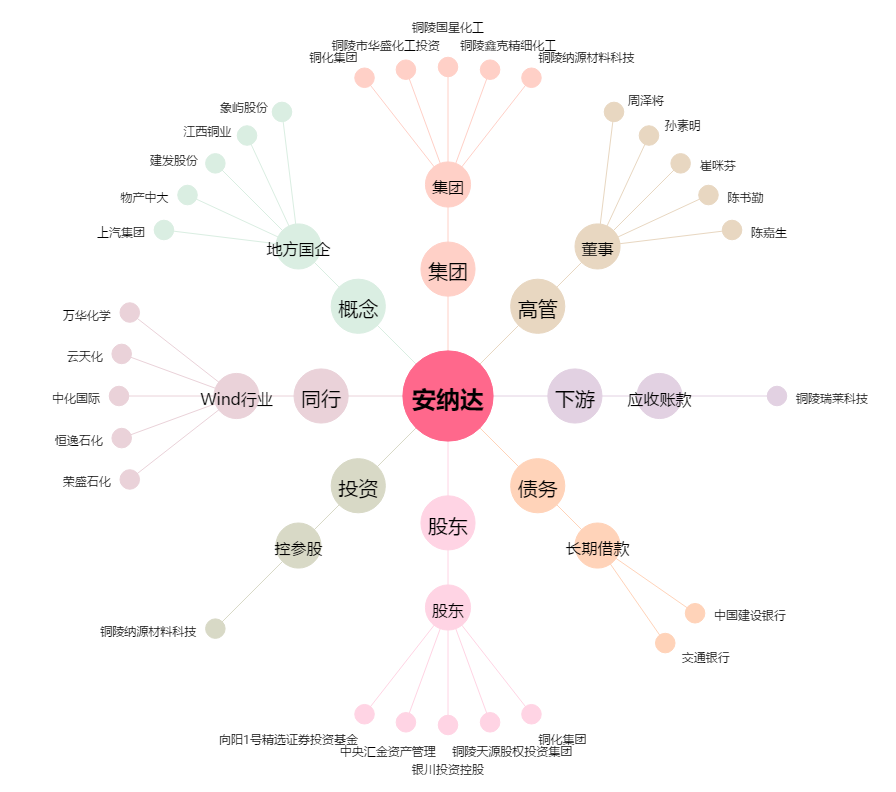 铜陵国星化工
铜陵市华盛化工投资
铜陵鑫克精细化工
铜化集团
铜陵纳源材料科技
象屿股份
周泽将
江西铜业
孙素明
建发股份
崔咪芬
物产中大
陈书勤
上汽集团
陈嘉生
集团
地方国企
董事
集团
概念
高管
万华化学
云天化
中化国际
恒逸石化
荣盛石化
Wind行业
同行
安纳达
下游
应收账款
铜陵瑞莱科技
投资
债务
股东
控参股
长期借款
股东
铜陵纳源材料科技
中国建设银行
交通银行
向阳1号精选证券投资基金
中央汇金资产管理
银川投资控股
铜陵天源股权投资集团
铜化集团